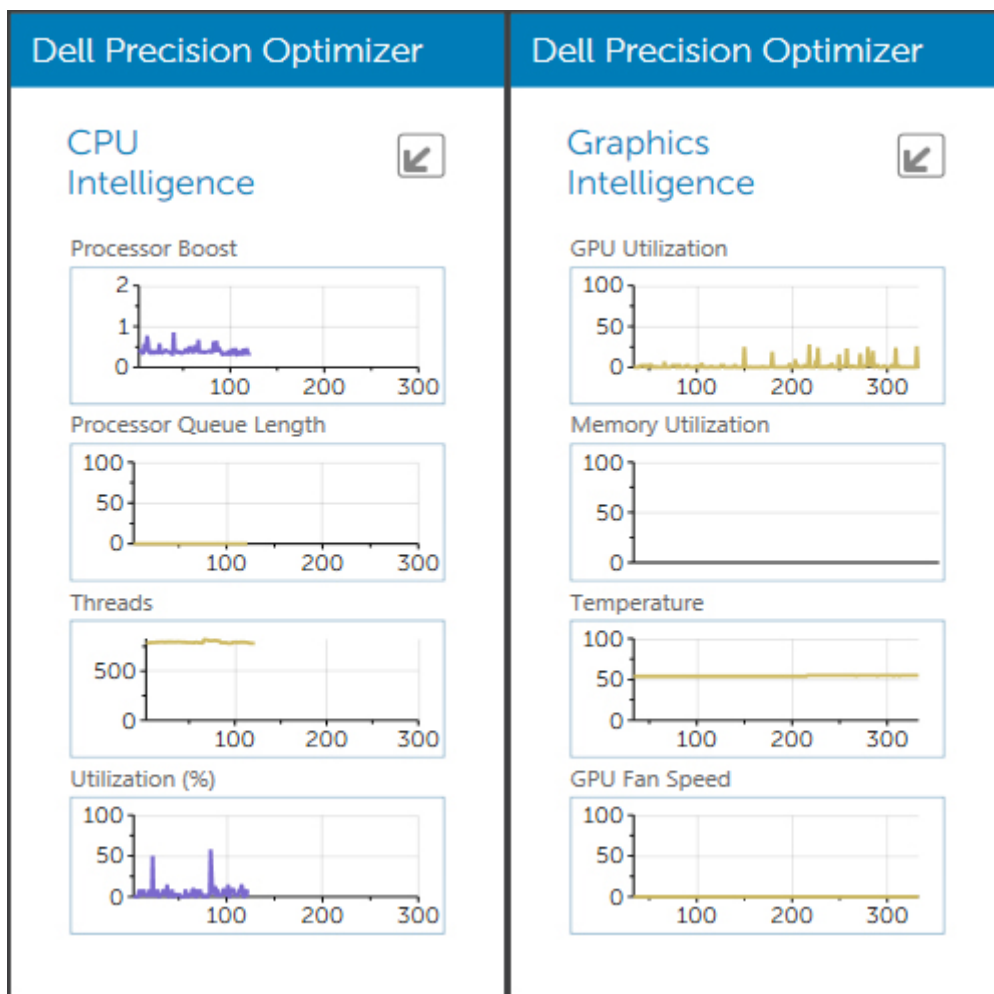 Dell Precision Optimizer
CPU
Intelligence
Processor Boost
2
1
0
100 200 300
Processor Queue Length
100
50
0
100 200 300
Threads
500
0
100 200 300
Utilization (%)
100
50
0
100 200 300
Dell Precision Optimizer
Graphics
Intelligence
GPU Utilization
100
50
0
100 200 300
Memory Utilization
100
50
0
Temperature
100
50
0
100 200 300
GPU Fan Speed
100
50
0
100 200 300